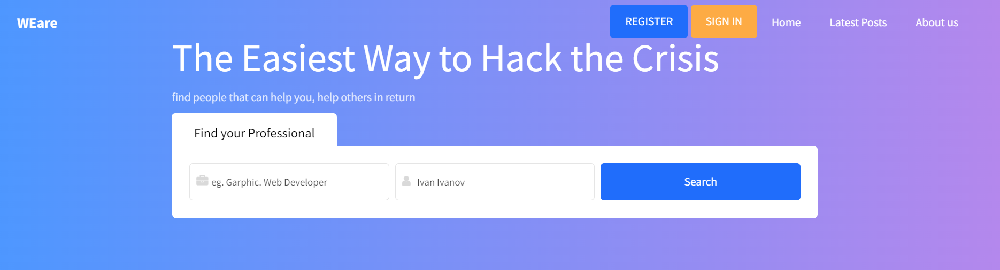 WEare
REGISTER
SIGN IN
Home
Latest Posts
About us
The Easiest Way to Hack the Crisis
find people that can help you, help others in return
Find your Professional
eg. Garphic. Web Developer
Ivan Ivanov
Search